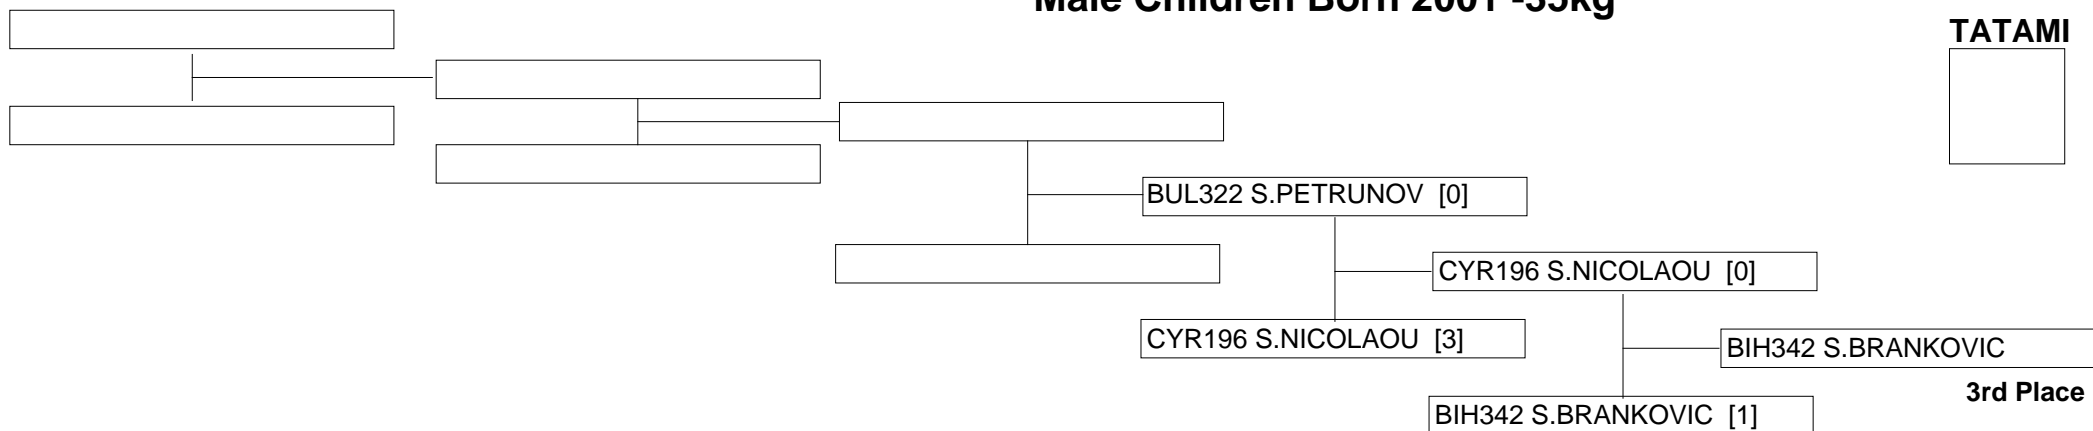 Male Children Born 2001 -35kg
TATAMI
BUL322 S.PETRUNOV [0]
CYR196 S.NICOLAOU [0]
CYR196 S.NICOLAOU [3]
BIH342 S.BRANKOVIC
3rd Place
BIH342 S.BRANKOVIC [1]